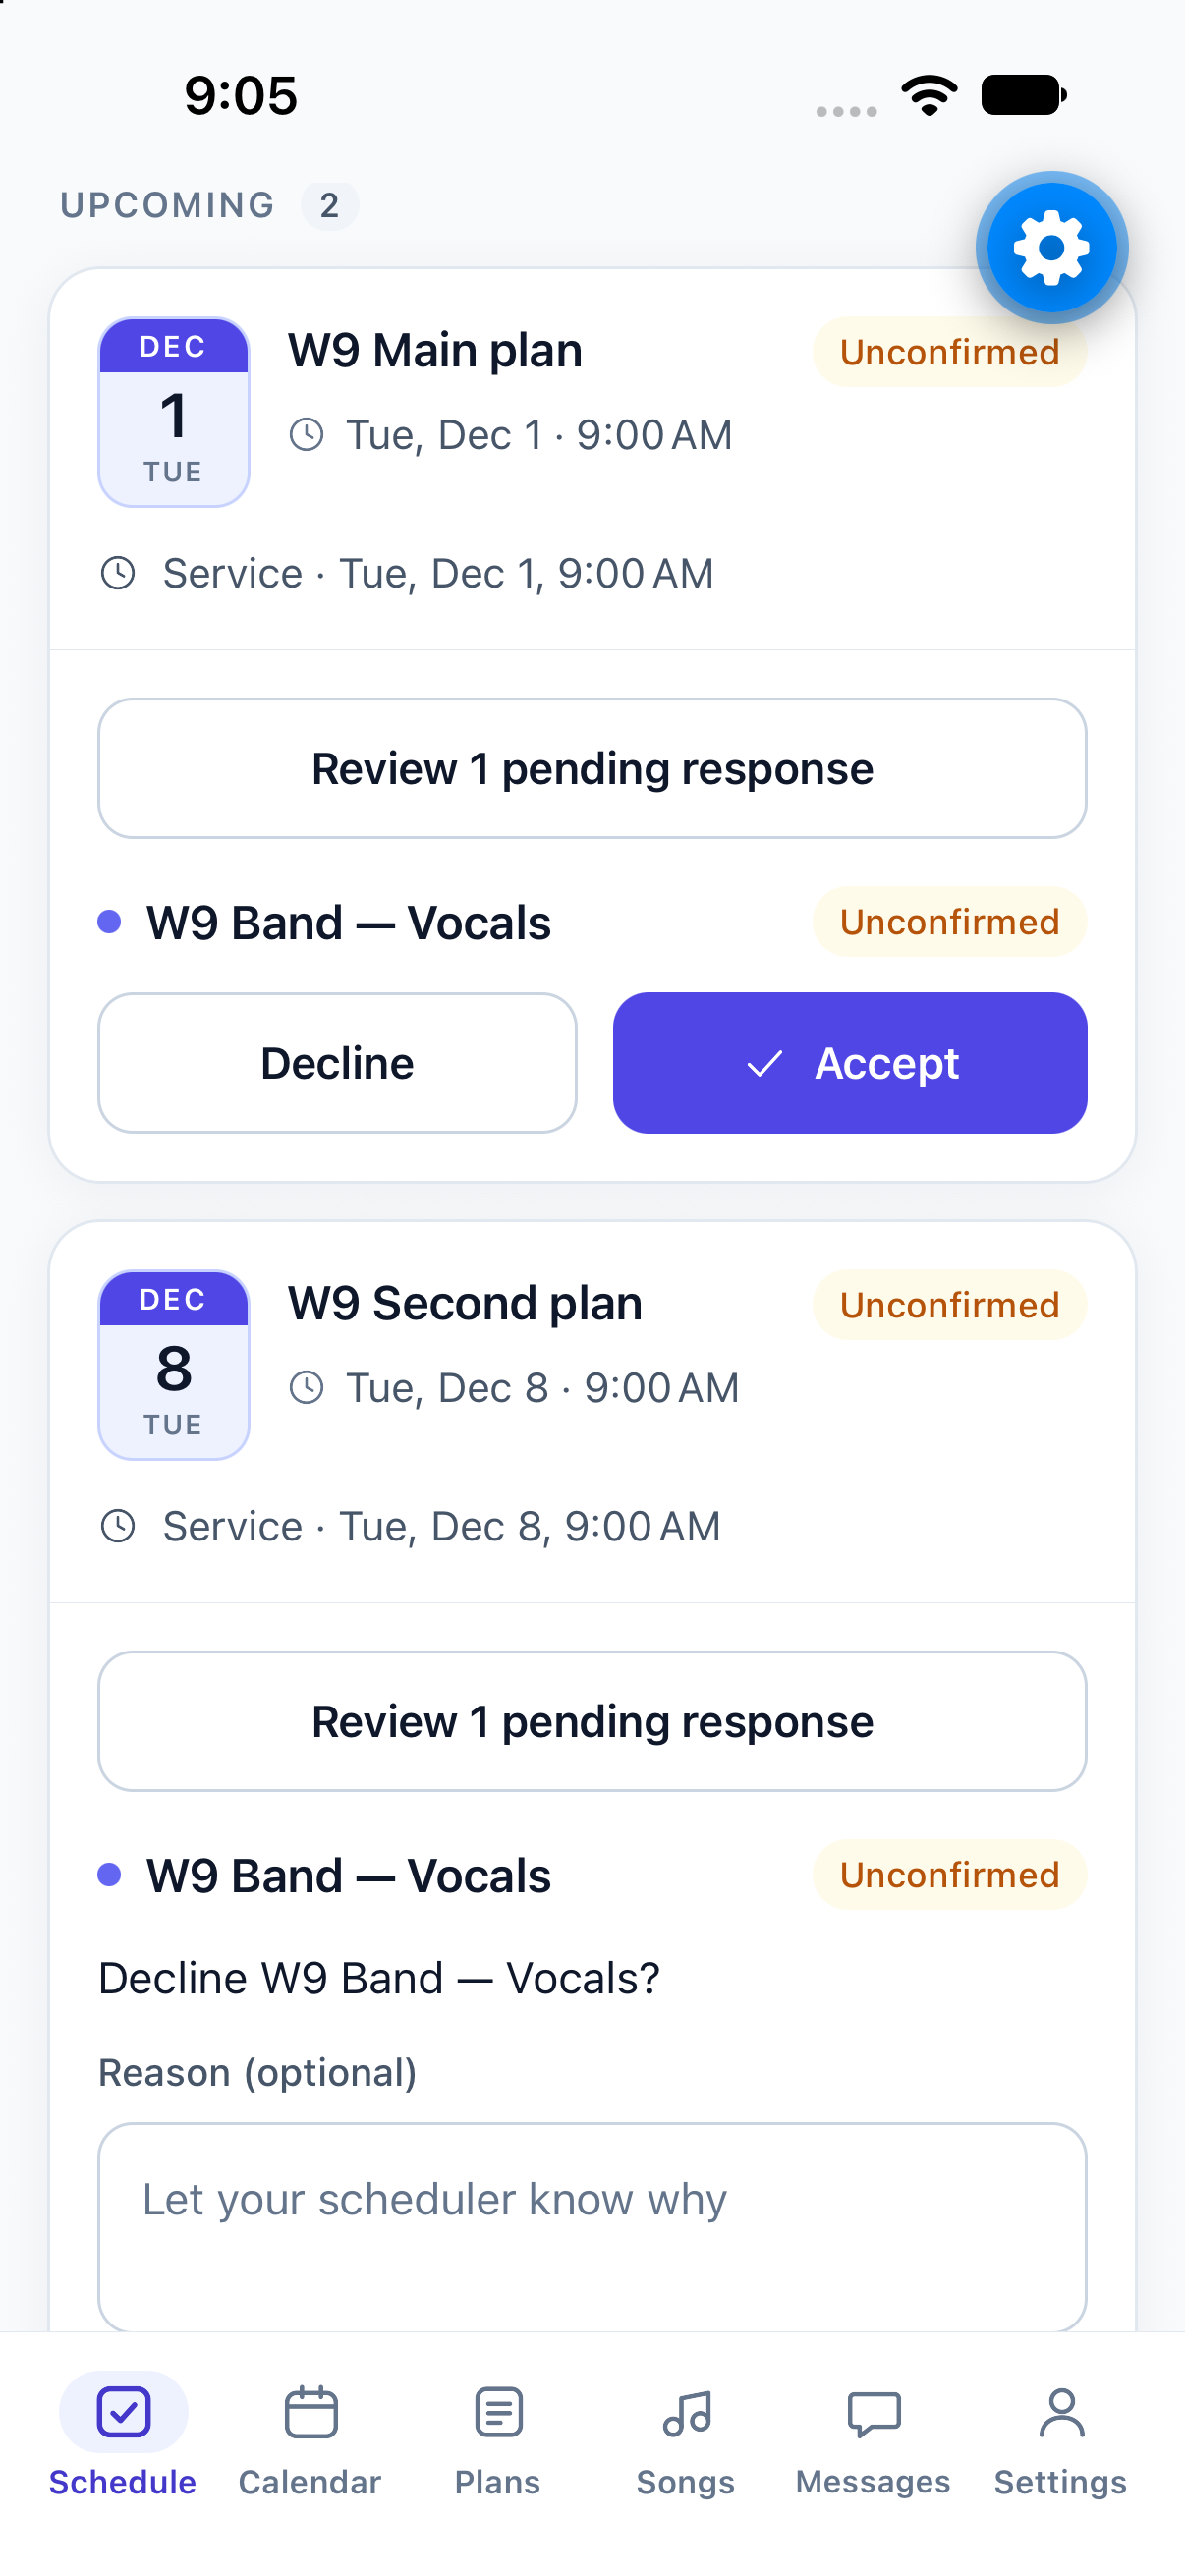 9:05
UPCOMING 2
DEC
1
TUE
W9 Main plan
Unconfirmed
Tue, Dec 1 · 9:00 AM
Service · Tue, Dec 1, 9:00 AM
Review 1 pending response
W9 Band — Vocals
Unconfirmed
Decline
Accept
DEC
8
TUE
W9 Second plan
Unconfirmed
Tue, Dec 8 · 9:00 AM
Service · Tue, Dec 8, 9:00 AM
Review 1 pending response
W9 Band — Vocals
Unconfirmed
Decline W9 Band — Vocals?
Reason (optional)
Let your scheduler know why
Schedule
Calendar
Plans
Songs
Messages
Settings